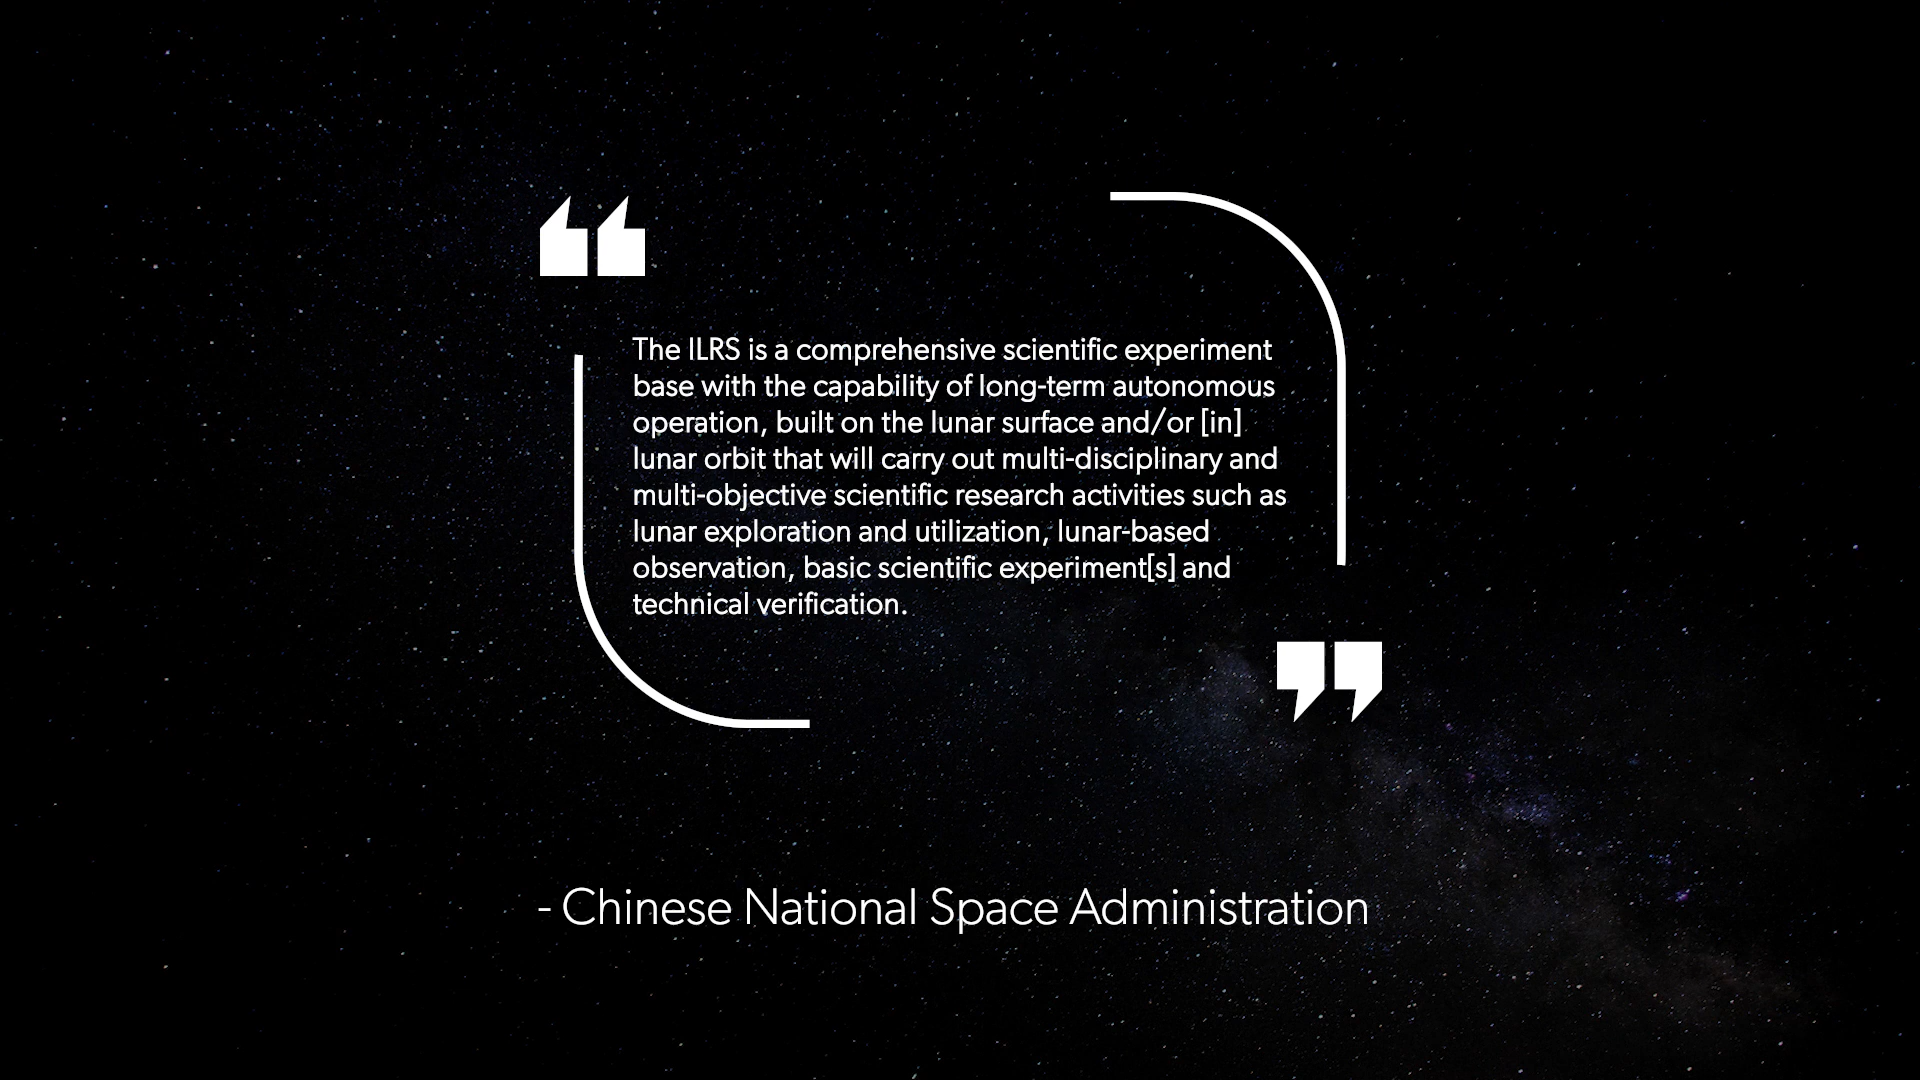 “
The ILRS is a comprehensive scientific experiment
base with the capability of long-term autonomous
operation, built on the lunar surface and/or [in]
lunar orbit that will carry out multi-disciplinary and
multi-objective scientific research activities such as
lunar exploration and utilization, lunar-based
observation, basic scientific experiment[s] and
technical verification.
”
- Chinese National Space Administration